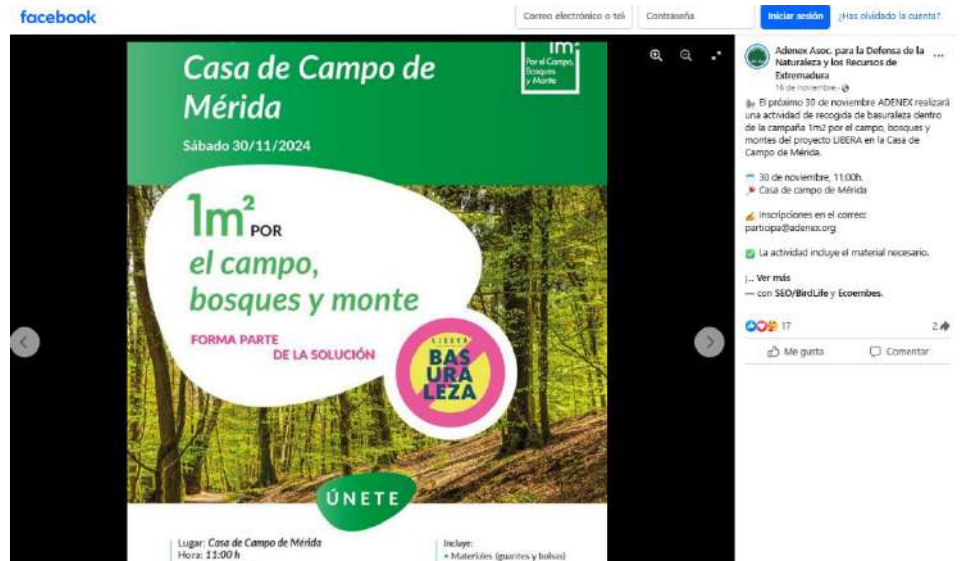 facebook
Correo electrónico o telé
Contraseña
Iniciar sesión
¿Has olvidado la cuenta?
Casa de Campo de
Mérida
Sábado 30/11/2024
1m²
Por el Campo,
Bosques
y Monte
1m² POR
el campo,
bosques y monte
FORMA PARTE
DE LA SOLUCIÓN
LIBERA
BAS
URA
LEZA
ÚNETE
Lugar: Casa de Campo de Mérida
Hora: 11:00 h
Incluye:
• Materiales (guantes y bolsas)
Adenex Asoc. para la Defensa de la
Naturaleza y los Recursos de
Extremadura
16 de noviembre ·
El próximo 30 de noviembre ADENEX realizará
una actividad de recogida de basuraleza dentro
de la campaña 1m2 por el campo, bosques y
montes del proyecto LIBERA en la Casa de
Campo de Mérida.
30 de noviembre, 11:00h.
Casa de campo de Mérida
inscripciones en el correo:
participa@adenex.org
La actividad incluye el material necesario.
... Ver más
— con SEO/BirdLife y Ecoembes.
17
2
Me gusta
Comentar